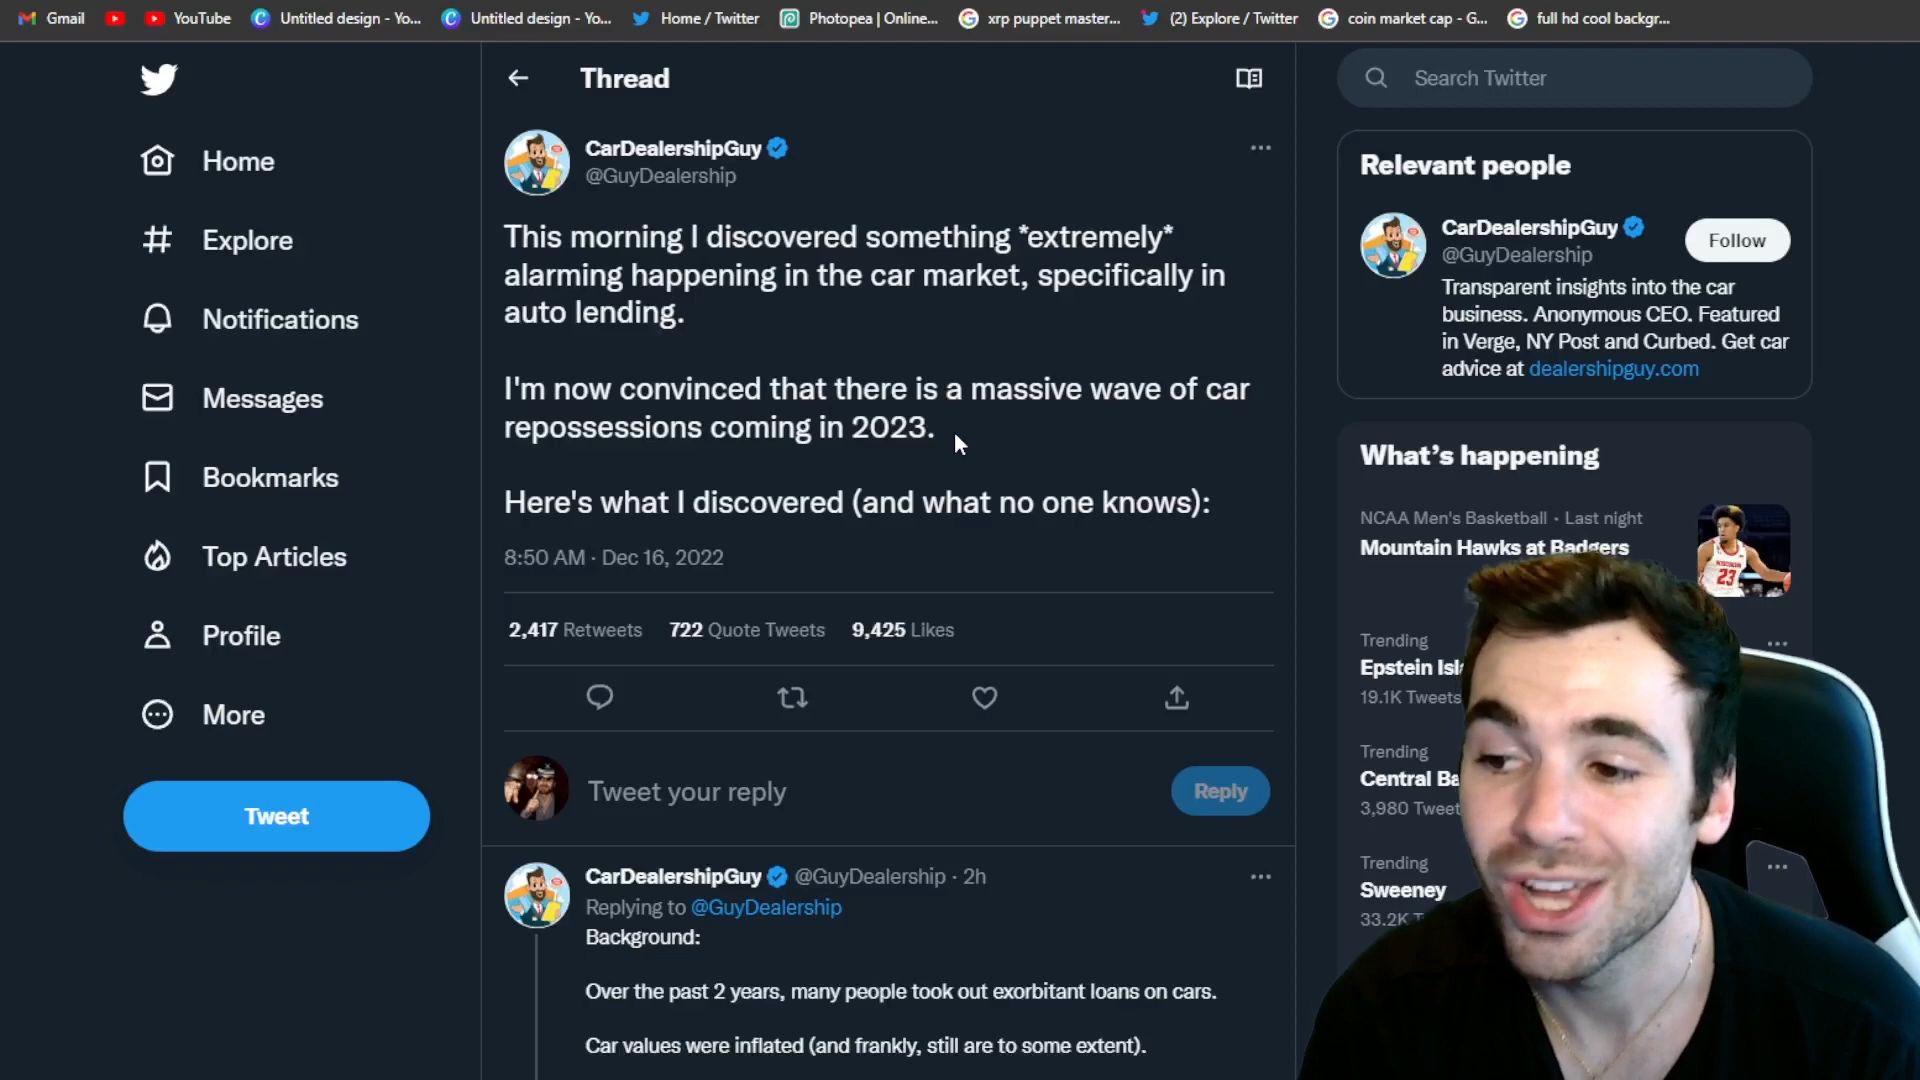 Gmail
YouTube
Untitled design - Yo...
Untitled design - Yo...
Home / Twitter
Photopea | Online...
xrp puppet master...
(2) Explore / Twitter
coin market cap - G...
full hd cool backgr...
Home
Explore
Notifications
Messages
Bookmarks
Top Articles
Profile
More
Tweet
Thread
CarDealershipGuy
@GuyDealership
This morning I discovered something *extremely*
alarming happening in the car market, specifically in
auto lending.
I'm now convinced that there is a massive wave of car
repossessions coming in 2023.
Here's what I discovered (and what no one knows):
8:50 AM · Dec 16, 2022
2,417 Retweets 722 Quote Tweets 9,425 Likes
Tweet your reply
Reply
CarDealershipGuy @GuyDealership · 2h
Replying to @GuyDealership
Background:
Over the past 2 years, many people took out exorbitant loans on cars.
Car values were inflated (and frankly, still are to some extent).
Search Twitter
Relevant people
CarDealershipGuy
@GuyDealership
Follow
Transparent insights into the car
business. Anonymous CEO. Featured
in Verge, NY Post and Curbed. Get car
advice at dealershipguy.com
What's happening
NCAA Men's Basketball · Last night
Mountain Hawks at Badgers
23
Trending
Epstein
19.1K Tweets
Trending
Central
3,980
Trending
Sweeney
33.2K